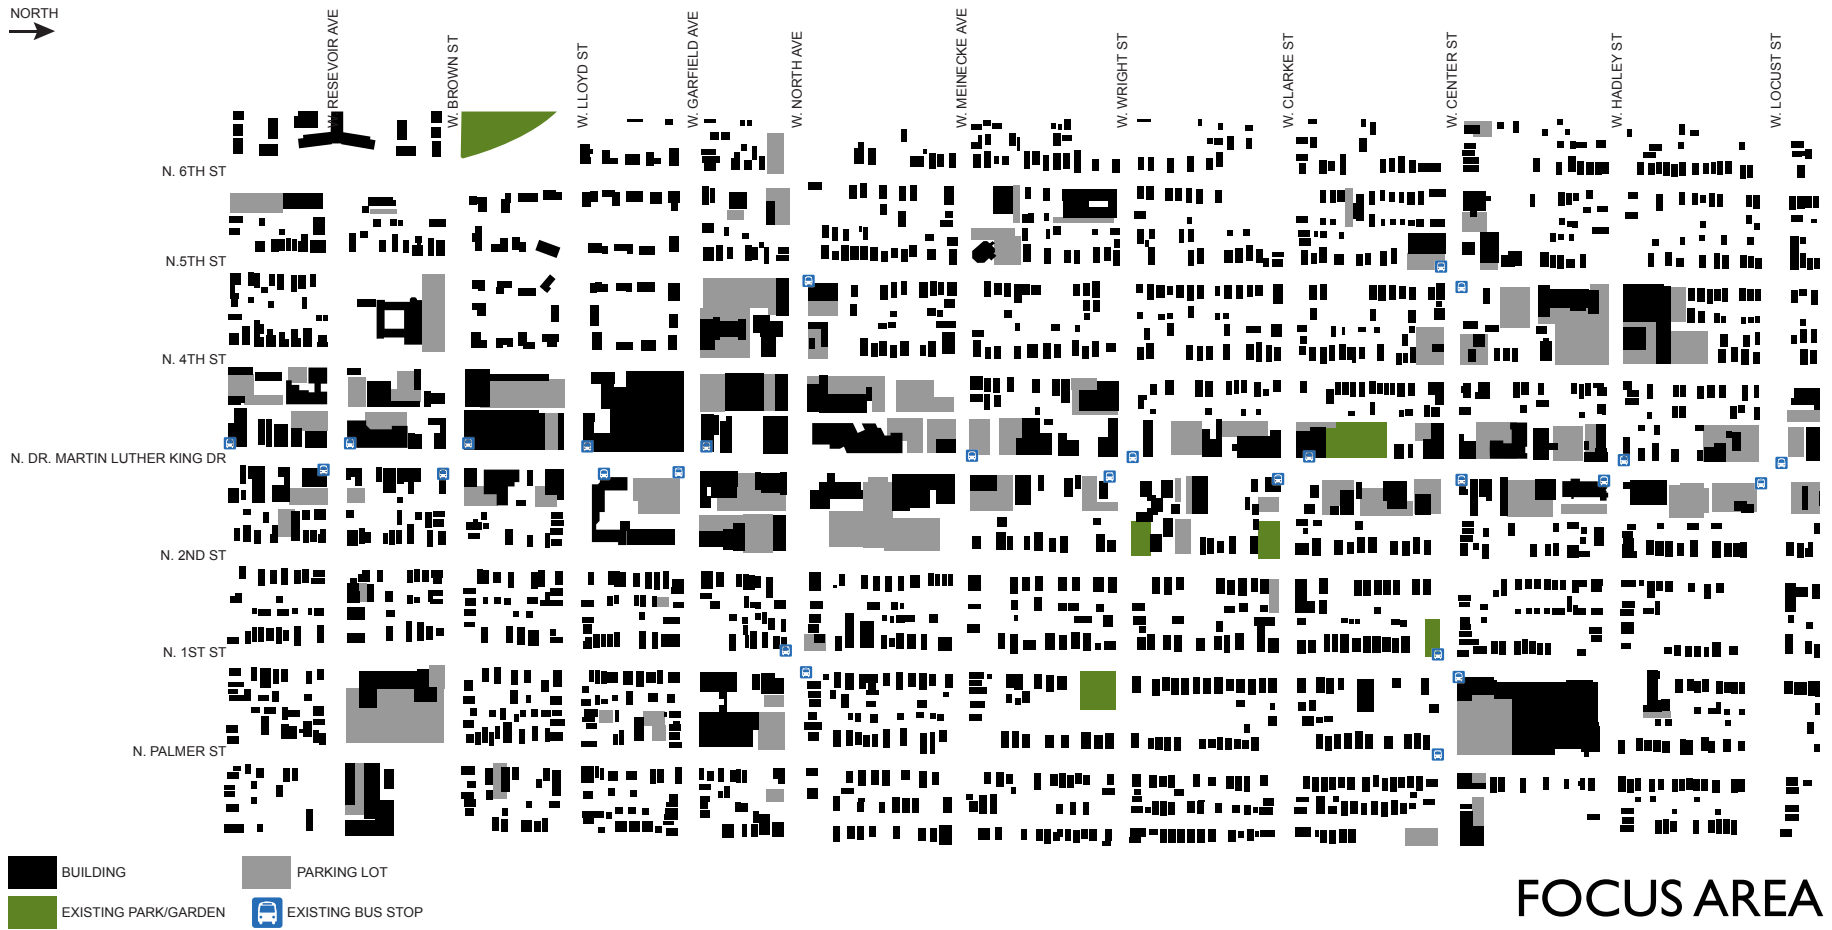 NORTH
W. RESEVOIR AVE
W. BROWN ST
W. LLOYD ST
W. GARFIELD AVE
W. NORTH AVE
W. MEINECKE AVE
W. WRIGHT ST
W. CLARKE ST
W. CENTER ST
W. HADLEY ST
W. LOCUST ST
N. 6TH ST
N.5TH ST
N. 4TH ST
N. DR. MARTIN LUTHER KING DR
N. 2ND ST
N. 1ST ST
N. PALMER ST
BUILDING
PARKING LOT
EXISTING PARK/GARDEN
EXISTING BUS STOP
FOCUS AREA